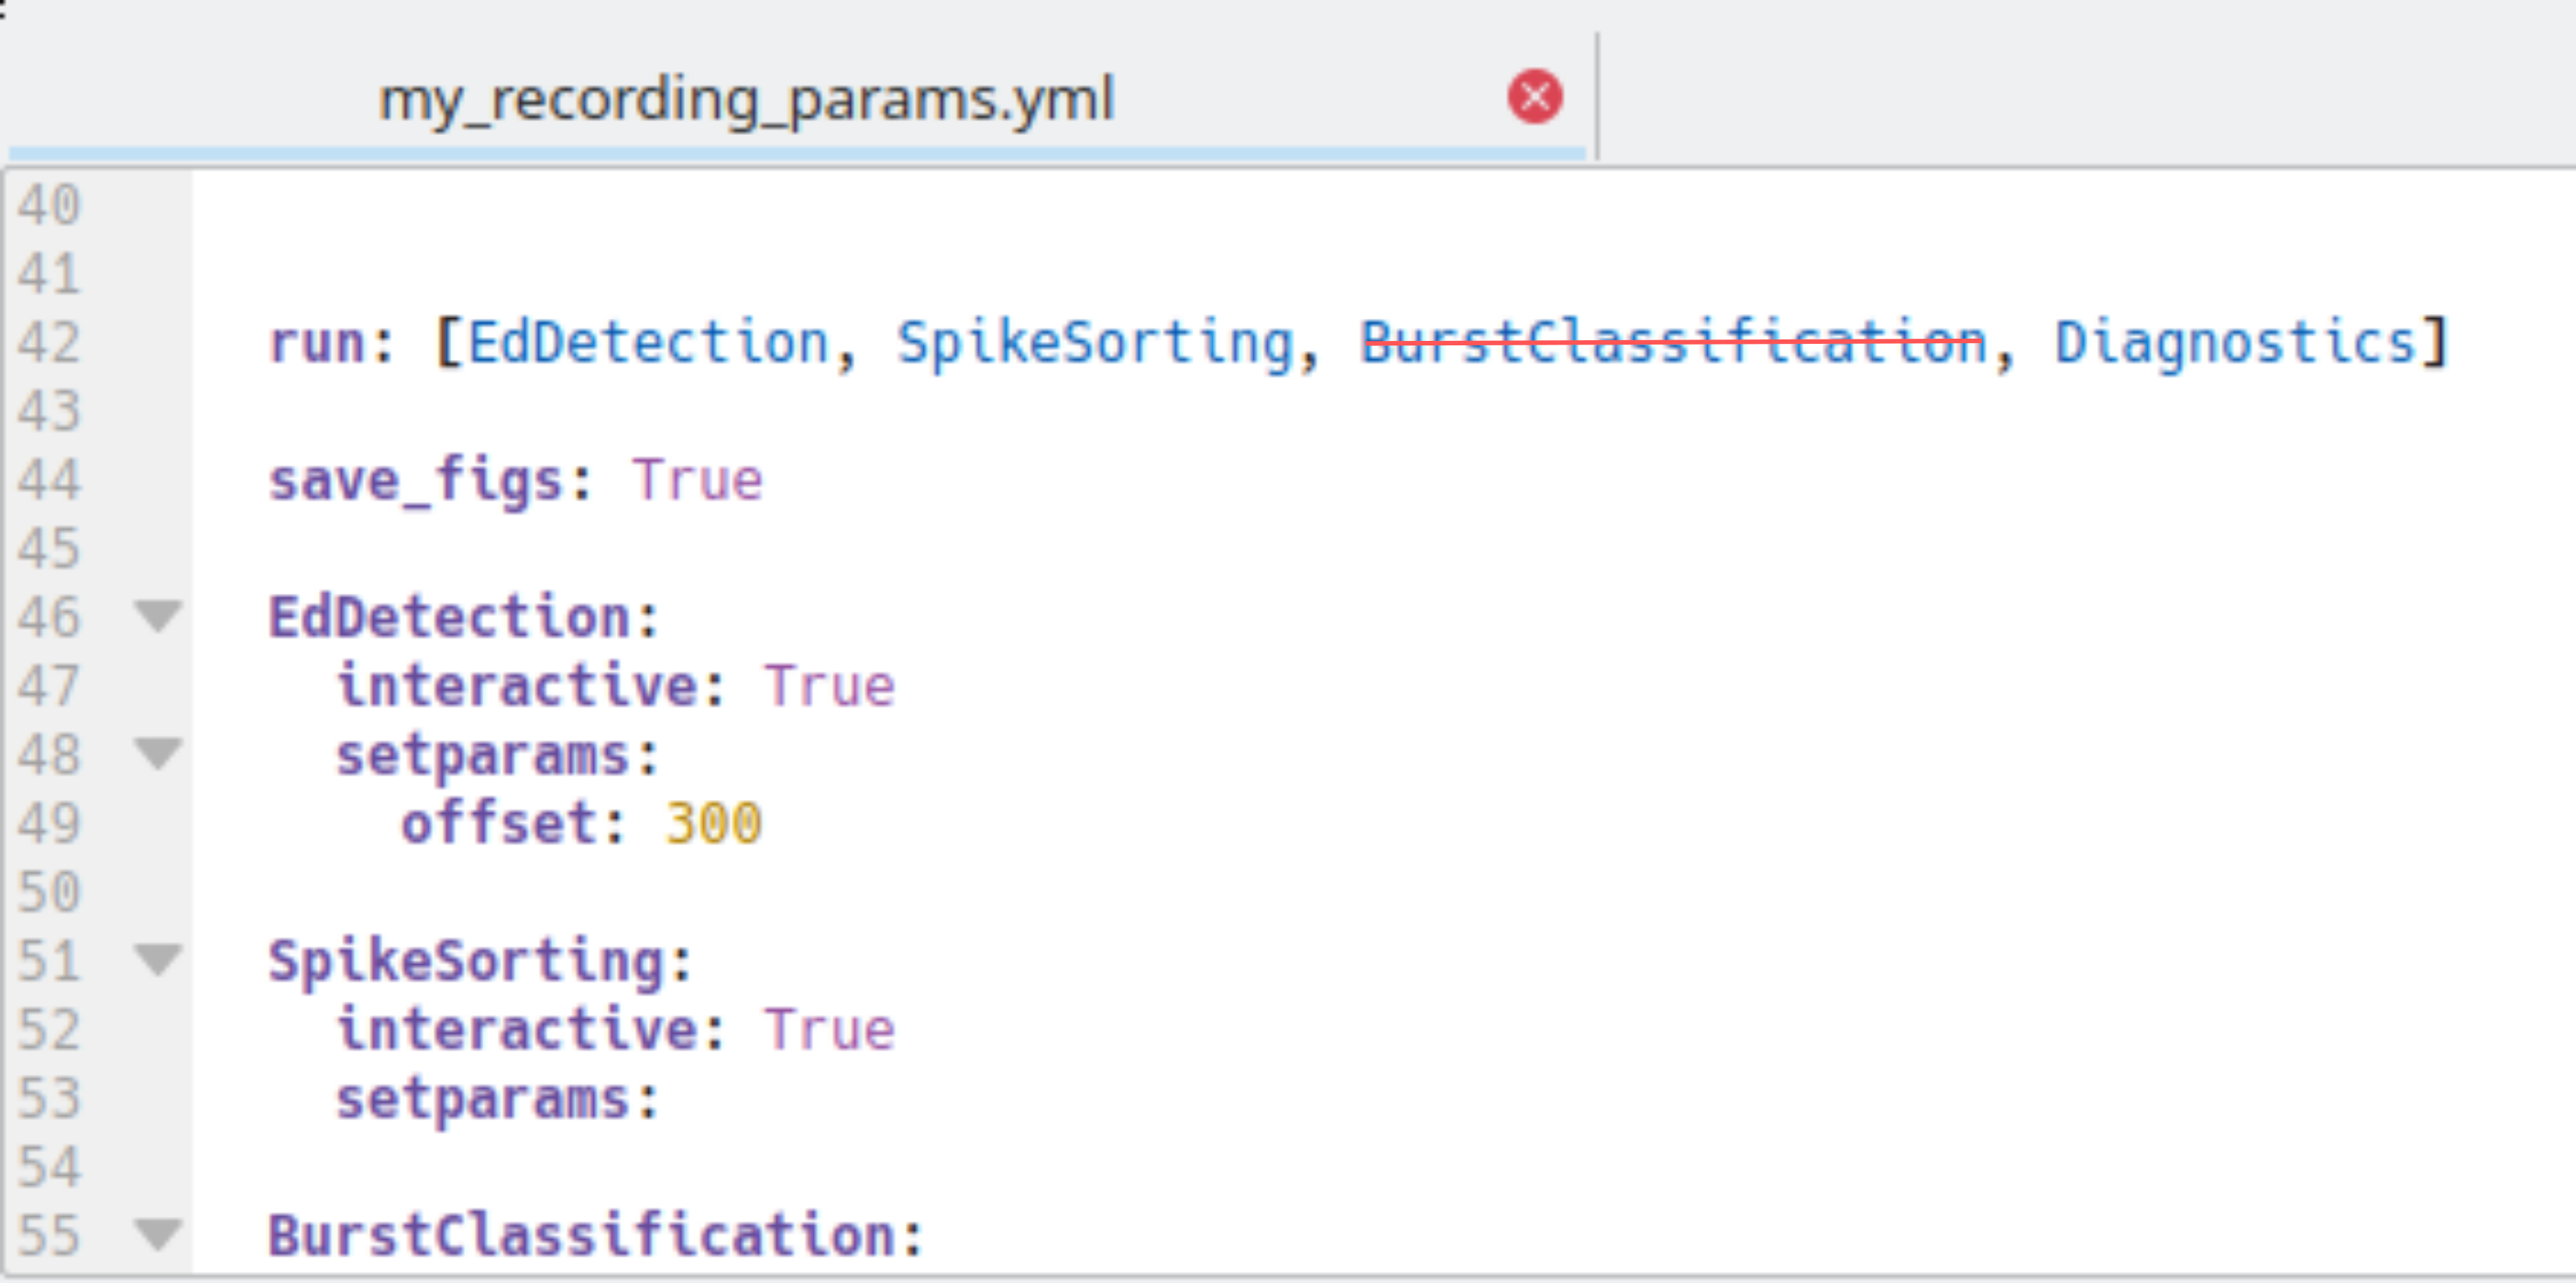 my_recording_params.yml
40
41
42 run: [EdDetection, SpikeSorting, BurstClassification, Diagnostics]
43
44 save_figs: True
45
46 EdDetection:
47 interactive: True
48 setparams:
49 offset: 300
50
51 SpikeSorting:
52 interactive: True
53 setparams:
54
55 BurstClassification: